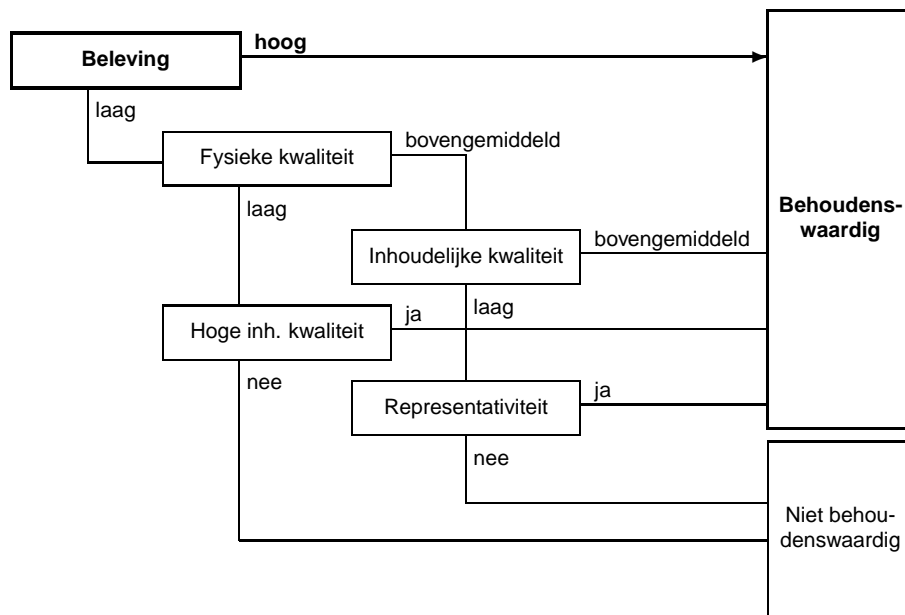 Beleving
hoog
laag
Fysieke kwaliteit
bovengemiddeld
laag
Behoudens-
waardig
Inhoudelijke kwaliteit
bovengemiddeld
laag
Hoge inh. kwaliteit
ja
nee
Representativiteit
ja
nee
Niet behou-
denswaardig